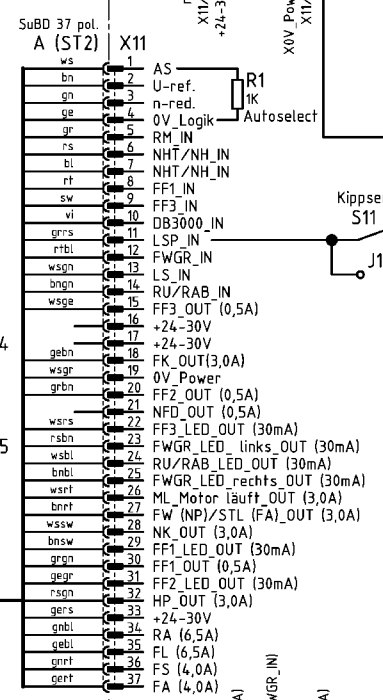 SuBD 37 pol.
A (ST2) X11
ws 1 AS
bn 2 U-ref.
gn 3 n-red.
ge 4 0V_Logik
gr 5 RM_IN
rs 6 NHT/NH_IN
bl 7 NHT/NH_IN
rt 8 FF1_IN
sw 9 FF3_IN
vi 10 DB3000_IN
grrs 11 LSP_IN
rtbl 12 FWGR_IN
wsgn 13 LS_IN
bngn 14 RU/RAB_IN
wsge 15 FF3_OUT (0,5A)
16 +24-30V
17 +24-30V
gebn 18 FK_OUT(3,0A)
wsgr 19 0V_Power
grbn 20 FF2_OUT (0,5A)
21 NFD_OUT (0,5A)
wsrs 22 FF3_LED_OUT (30mA)
rsbn 23 FWGR_LED_ links_OUT (30mA)
wsbl 24 RU/RAB_LED_OUT (30mA)
bnbl 25 FWGR_LED_rechts_OUT (30mA)
wsrt 26 ML_Motor läuft_OUT (3,0A)
bnrt 27 FW (NP)/STL (FA)_OUT (3,0A)
wssw 28 NK_OUT (3,0A)
bnsw 29 FF1_LED_OUT (30mA)
grgn 30 FF1_OUT (0,5A)
gegr 31 FF2_LED_OUT (30mA)
rsgn 32 HP_OUT (3,0A)
gers 33 +24-30V
gnbl 34 RA (6,5A)
gebl 35 FL (6,5A)
gnrt 36 FS (4,0A)
gert 37 FA (4,0A)
R1
1K
Autoselect
Kippse
S11
J1
X11/
+24-3
X0V_Pow
X11/
4
5
A)
WGR_IN)
A)